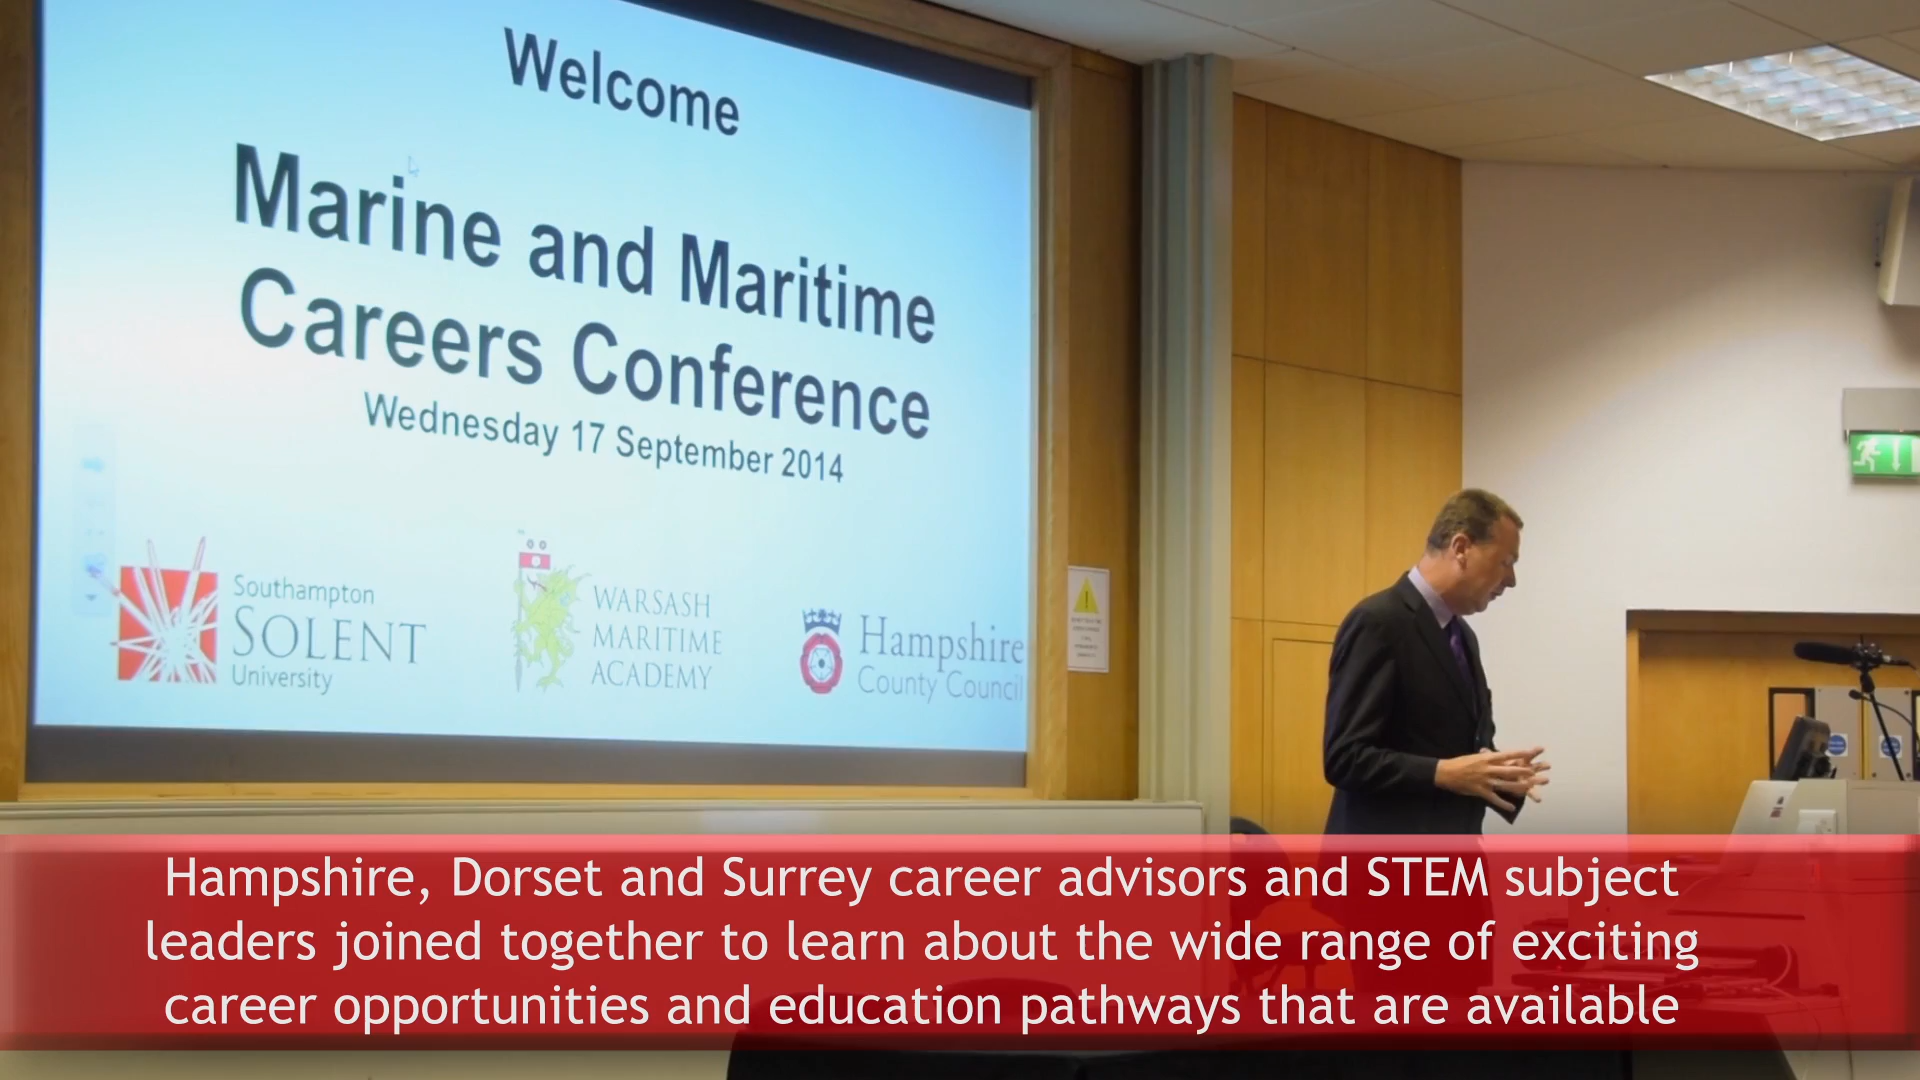 Welcome
Marine and Maritime
Careers Conference
Wednesday 17 September 2014
Southampton
SOLENT
University
WARSASH
MARITIME
ACADEMY
Hampshire
County Council
Hampshire, Dorset and Surrey career advisors and STEM subject
leaders joined together to learn about the wide range of exciting
career opportunities and education pathways that are available